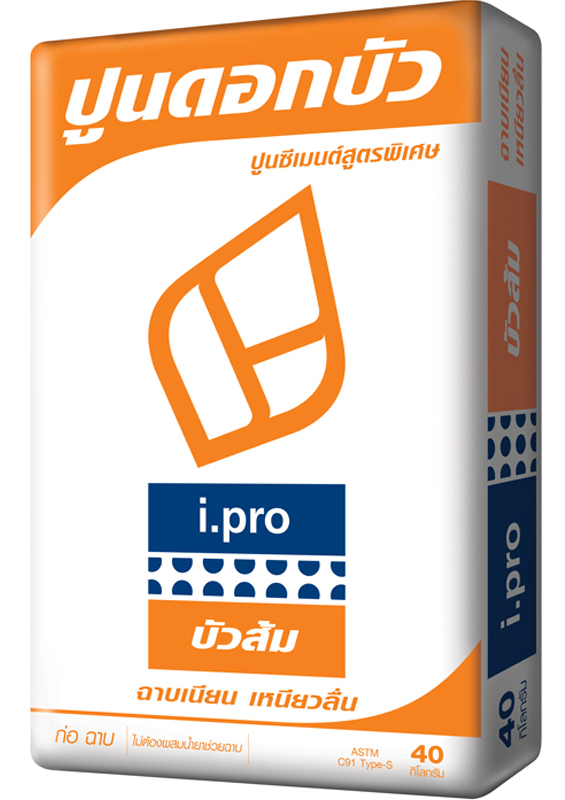 ปูนดอกบัว
ปูนซีเมนต์สูตรพิเศษ
i.pro
บัวส้ม
ฉาบเนียน เหนียวลื่น
ก่อ ฉาบ
ไม่ต้องผสมน้ำยาช่วยฉาบ
ASTM
C91 Type-S
40
กิโลกรัม
ฉาบเนียน
เหนียวลื่น
บัวส้ม
i.pro
40
กิโลกรัม